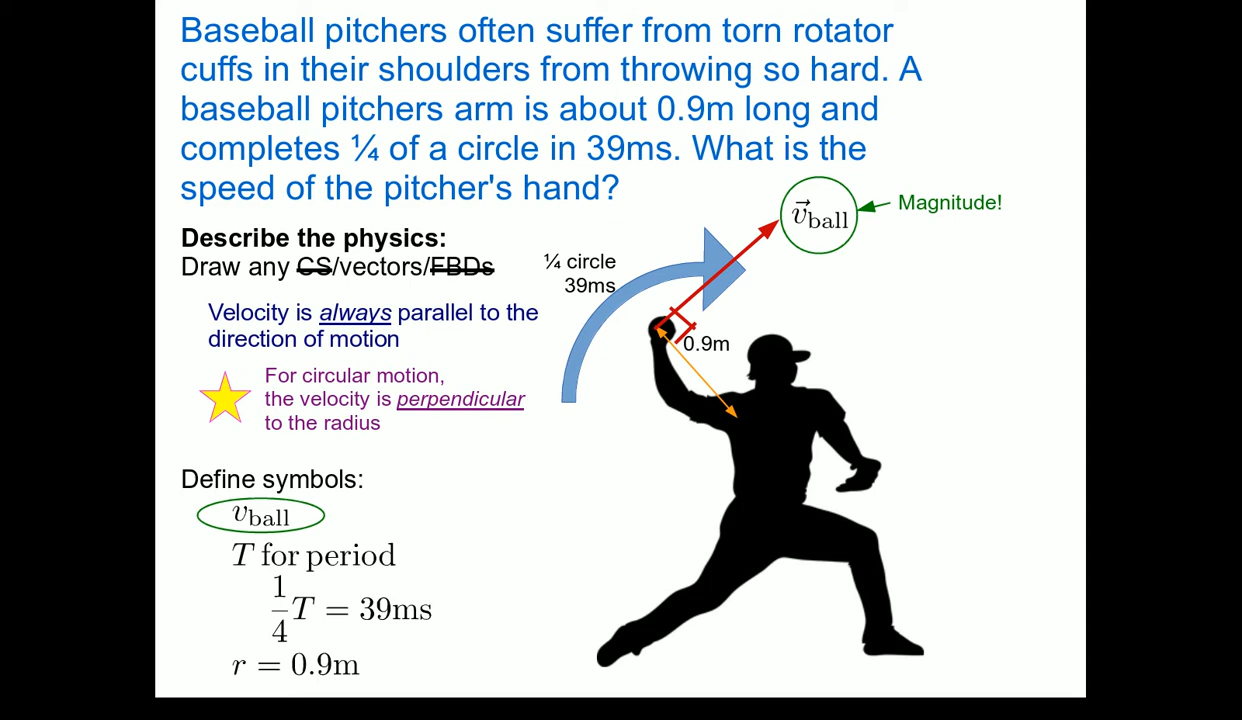 Baseball pitchers often suffer from torn rotator
cuffs in their shoulders from throwing so hard. A
baseball pitchers arm is about 0.9m long and
completes ¼ of a circle in 39ms. What is the
speed of the pitcher's hand?
v⃗ball
Magnitude!
Describe the physics:
Draw any CS/vectors/FBDs
¼ circle
39ms
Velocity is always parallel to the
direction of motion
0.9m
For circular motion,
the velocity is perpendicular
to the radius
Define symbols:
vball
T for period
1/4 T = 39ms
r = 0.9m